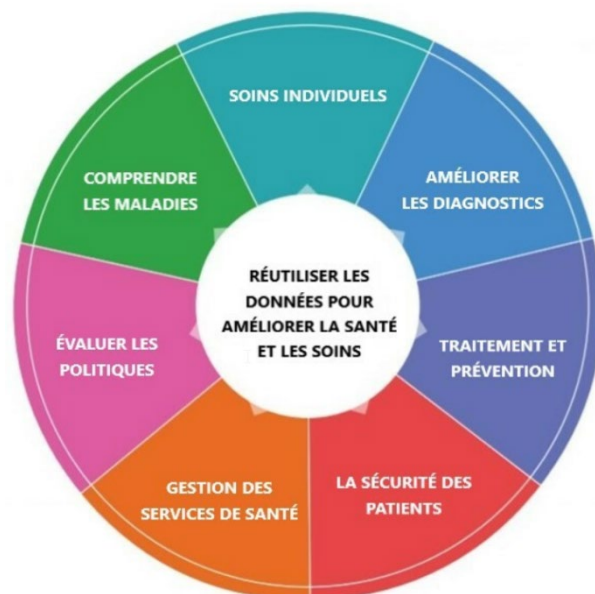 SOINS INDIVIDUELS
AMÉLIORER
LES DIAGNOSTICS
TRAITEMENT ET
PRÉVENTION
LA SÉCURITÉ DES
PATIENTS
GESTION DES
SERVICES DE SANTÉ
ÉVALUER LES
POLITIQUES
COMPRENDRE
LES MALADIES
RÉUTILISER LES
DONNÉES POUR
AMÉLIORER LA SANTÉ
ET LES SOINS